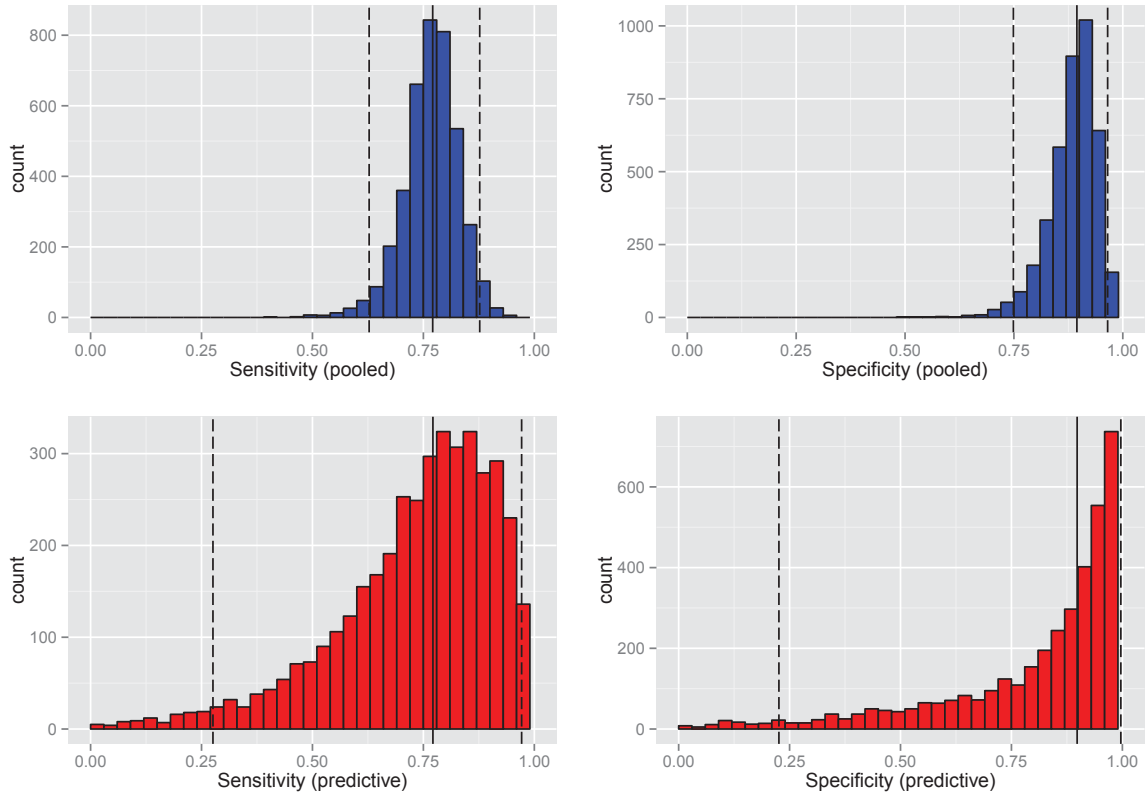 800
600
400
200
0
count
0.00 0.25 0.50 0.75 1.00
Sensitivity (pooled)
1000
750
500
250
0
count
0.00 0.25 0.50 0.75 1.00
Specificity (pooled)
300
200
100
0
count
0.00 0.25 0.50 0.75 1.00
Sensitivity (predictive)
600
400
200
0
count
0.00 0.25 0.50 0.75 1.00
Specificity (predictive)